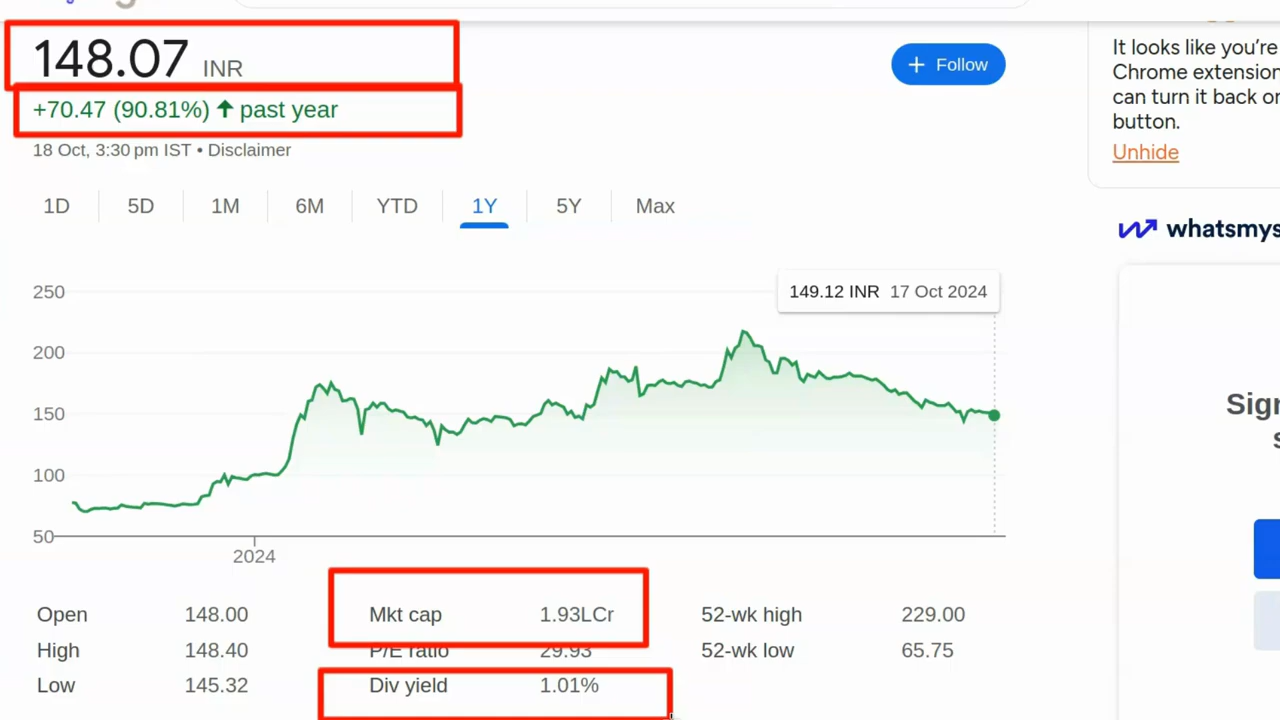 148.07 INR
+70.47 (90.81%) ↑ past year
18 Oct, 3:30 pm IST • Disclaimer
+ Follow
1D 5D 1M 6M YTD 1Y 5Y Max
149.12 INR 17 Oct 2024
250
200
150
100
50
2024
Open 148.00 Mkt cap 1.93LCr 52-wk high 229.00
High 148.40 P/E ratio 29.93 52-wk low 65.75
Low 145.32 Div yield 1.01%
It looks like you're
Chrome extension
can turn it back or
button.
Unhide
whatsmys
Sign